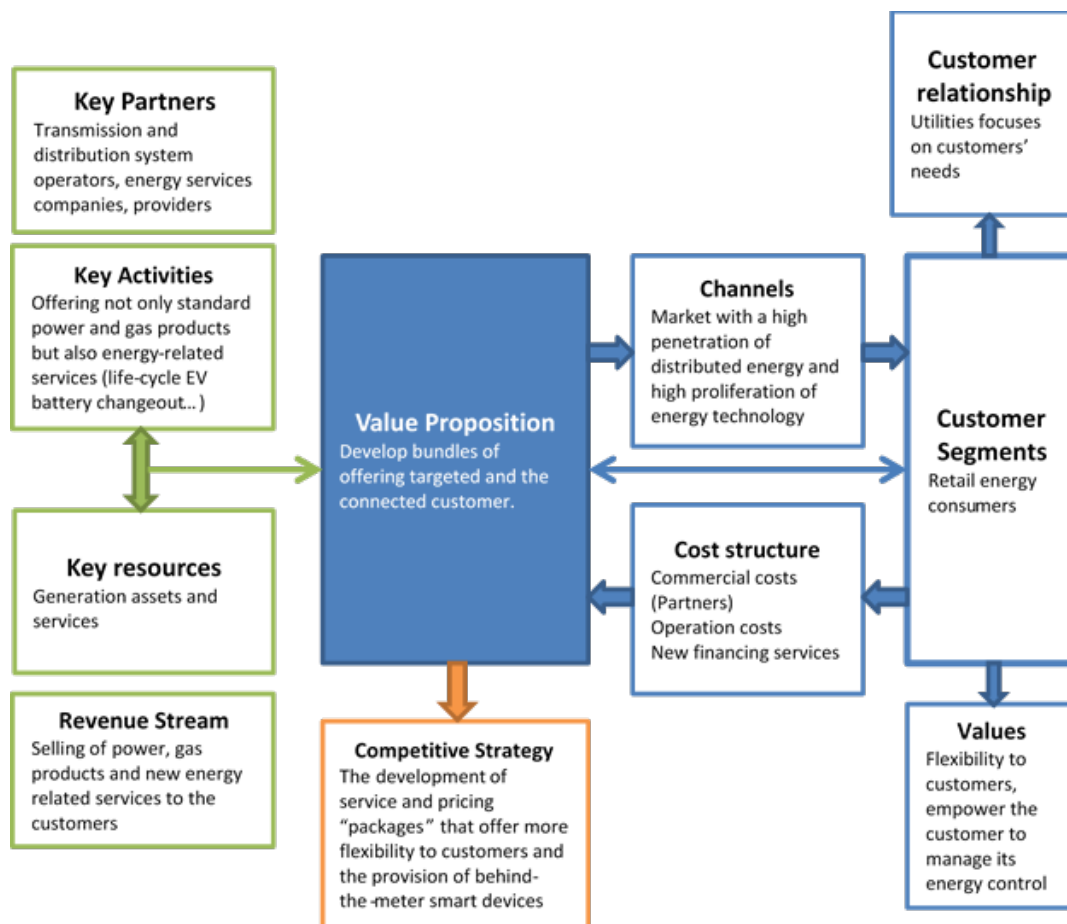 Key Partners
Transmission and
distribution system
operators, energy services
companies, providers
Key Activities
Offering not only standard
power and gas products
but also energy-related
services (life-cycle EV
battery changeout…)
Key resources
Generation assets and
services
Revenue Stream
Selling of power, gas
products and new energy
related services to the
customers
Value Proposition
Develop bundles of
offering targeted and the
connected customer.
Competitive Strategy
The development of
service and pricing
“packages” that offer more
flexibility to customers and
the provision of behind-
the-meter smart devices
Channels
Market with a high
penetration of
distributed energy and
high proliferation of
energy technology
Cost structure
Commercial costs
(Partners)
Operation costs
New financing services
Customer
relationship
Utilities focuses
on customers’
needs
Customer
Segments
Retail energy
consumers
Values
Flexibility to
customers,
empower the
customer to
manage its
energy control